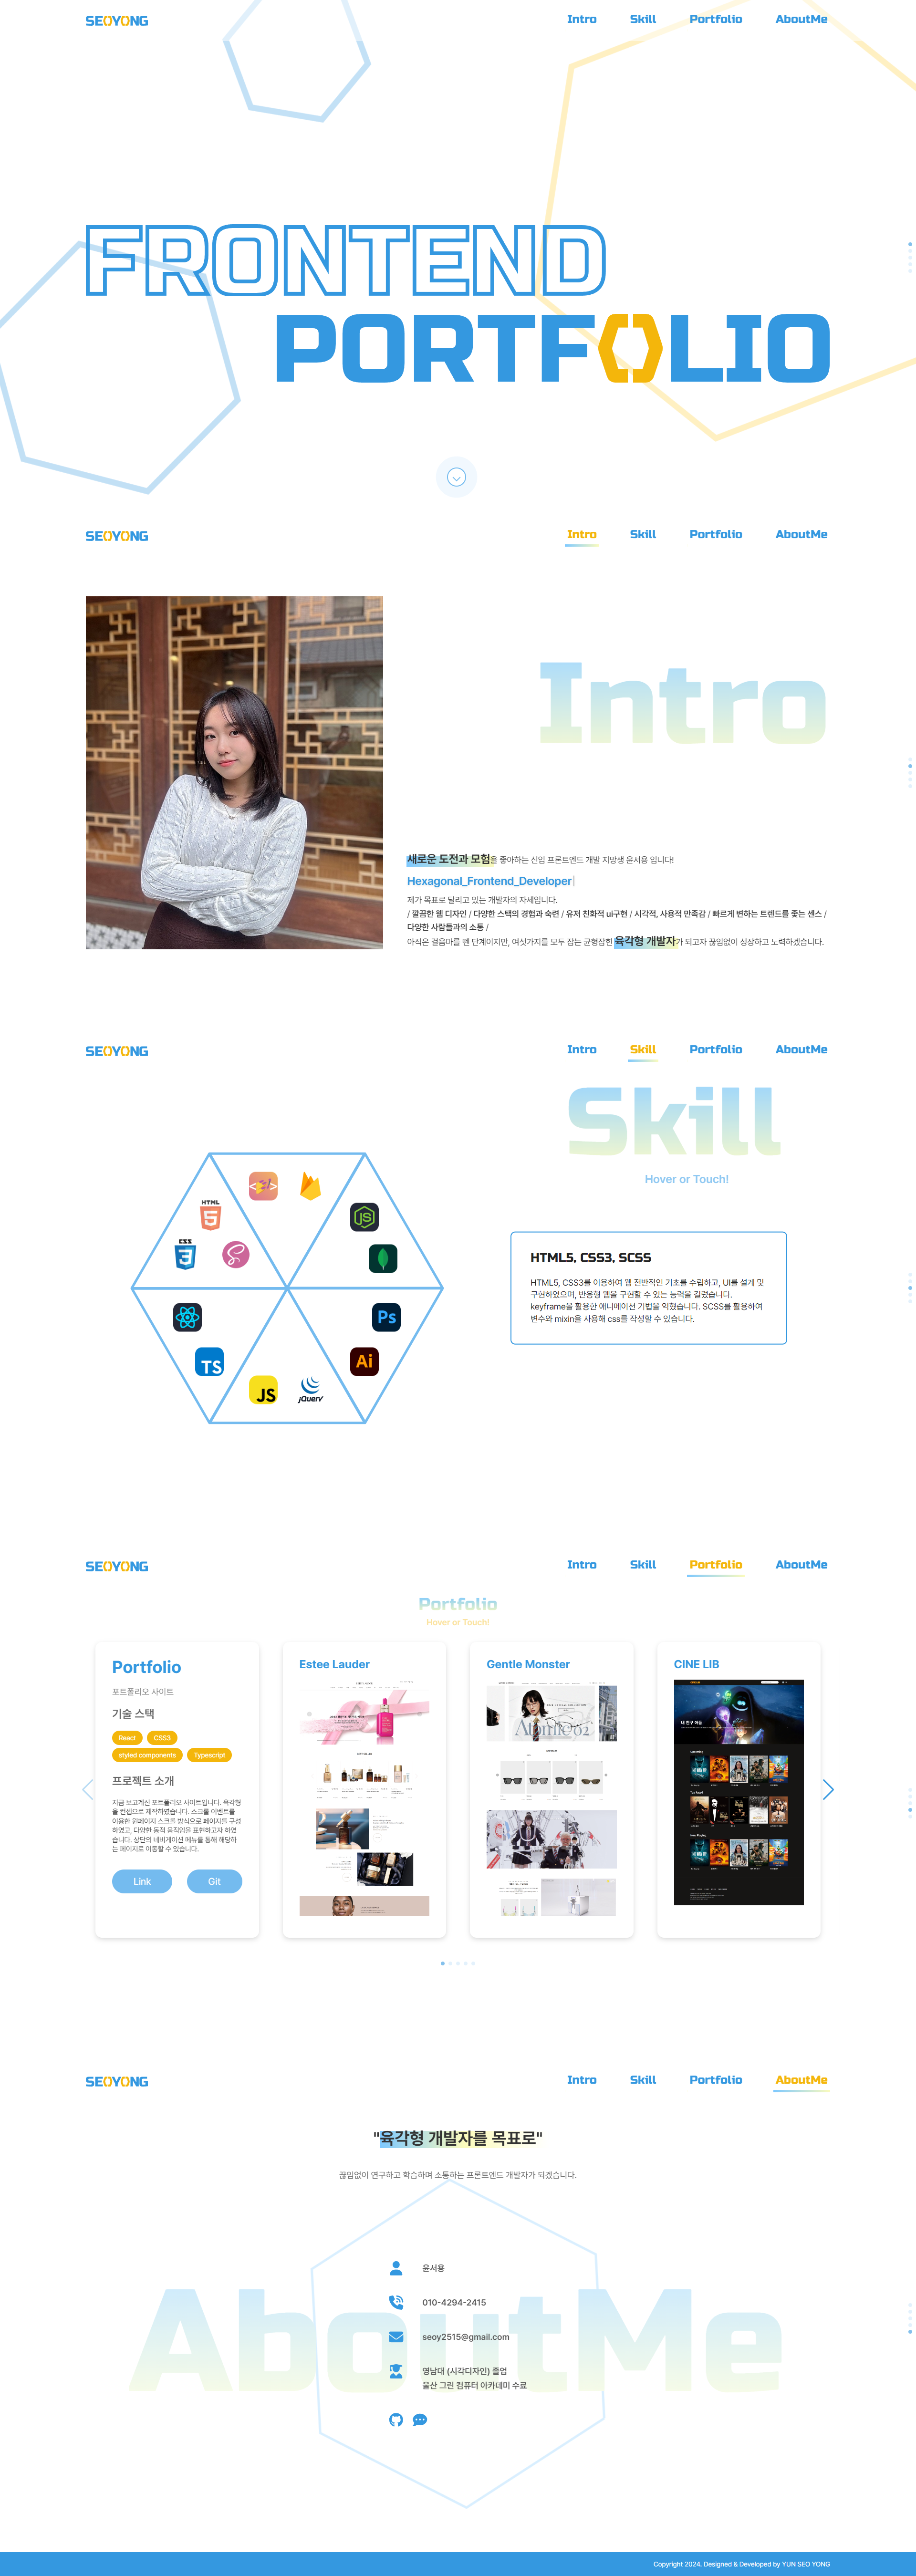 SEOYONG
Intro Skill Portfolio AboutMe
FRONTEND
PORTFOLIO
SEOYONG
Intro Skill Portfolio AboutMe
Intro
새로운 도전과 모험을 좋아하는 신입 프론트엔드 개발 지망생 윤서용 입니다!
Hexagonal_Frontend_Developer|
제가 목표로 달리고 있는 개발자의 자세입니다.
/ 깔끔한 웹 디자인 / 다양한 스택의 경험과 숙련 / 유저 친화적 ui구현 / 시각적, 사용적 만족감 / 빠르게 변하는 트렌드를 좇는 센스 /
다양한 사람들과의 소통 /
아직은 걸음마를 뗀 단계이지만, 여섯가지를 모두 잡는 균형잡힌 육각형 개발자가 되고자 끊임없이 성장하고 노력하겠습니다.
SEOYONG
Intro Skill Portfolio AboutMe
Skill
Hover or Touch!
HTML
5
CSS
3
JS
Ps
TS
Ai
JS
jQuery
HTML5, CSS3, SCSS
HTML5, CSS3를 이용하여 웹 전반적인 기초를 수립하고, UI를 설계 및
구현하였으며, 반응형 웹을 구현할 수 있는 능력을 길렀습니다.
keyframe을 활용한 애니메이션 기법을 익혔습니다. SCSS를 활용하여
변수와 mixin을 사용해 css를 작성할 수 있습니다.
SEOYONG
Intro Skill Portfolio AboutMe
Portfolio
Hover or Touch!
Portfolio
포트폴리오 사이트
기술 스택
React CSS3
styled components Typescript
프로젝트 소개
지금 보고계신 포트폴리오 사이트입니다. 육각형
을 컨셉으로 제작하였습니다. 스크롤 이벤트를
이용한 원페이지 스크롤 방식으로 페이지를 구성
하였고, 다양한 동적 움직임을 표현하고자 하였
습니다. 상단의 네비게이션 메뉴를 통해 해당하
는 페이지로 이동할 수 있습니다.
Link Git
Estee Lauder
Gentle Monster
Atomic 02
CINE LIB
SEOYONG
Intro Skill Portfolio AboutMe
"육각형 개발자를 목표로"
끊임없이 연구하고 학습하며 소통하는 프론트엔드 개발자가 되겠습니다.
AboutMe
윤서용
010-4294-2415
seoy2515@gmail.com
영남대 (시각디자인) 졸업
울산 그린 컴퓨터 아카데미 수료
Copyright 2024. Designed & Developed by YUN SEO YONG